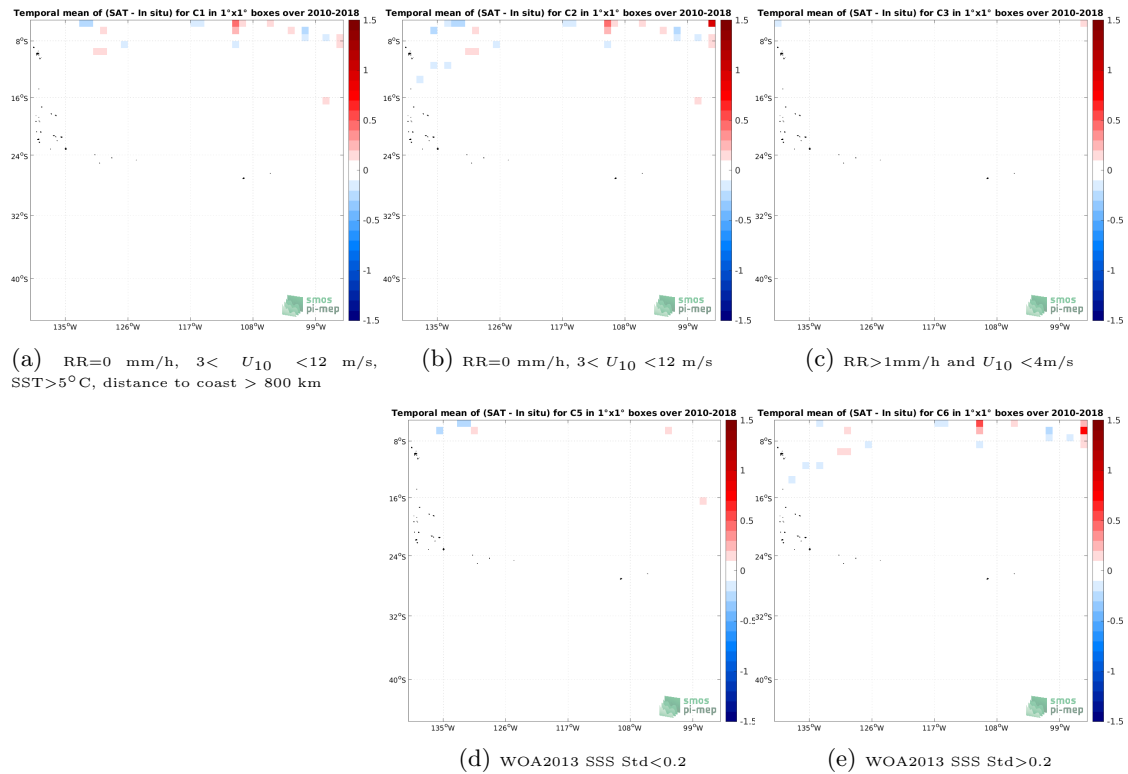 Temporal mean of (SAT - In situ) for C1 in 1°x1° boxes over 2010-2018
8°S
16°S
24°S
32°S
40°S
135°W
126°W
117°W
108°W
99°W
1.5
1
0.5
0
-0.5
-1
-1.5
smos
pi-mep
(a) RR=0 mm/h, 3< U10 <12 m/s,
SST>5°C, distance to coast > 800 km
Temporal mean of (SAT - In situ) for C2 in 1°x1° boxes over 2010-2018
8°S
16°S
24°S
32°S
40°S
135°W
126°W
117°W
108°W
99°W
1.5
1
0.5
0
-0.5
-1
-1.5
smos
pi-mep
(b) RR=0 mm/h, 3< U10 <12 m/s
Temporal mean of (SAT - In situ) for C3 in 1°x1° boxes over 2010-2018
8°S
16°S
24°S
32°S
40°S
135°W
126°W
117°W
108°W
99°W
1.5
1
0.5
0
-0.5
-1
-1.5
smos
pi-mep
(c) RR>1mm/h and U10 <4m/s
Temporal mean of (SAT - In situ) for C5 in 1°x1° boxes over 2010-2018
8°S
16°S
24°S
32°S
40°S
135°W
126°W
117°W
108°W
99°W
1.5
1
0.5
0
-0.5
-1
-1.5
smos
pi-mep
(d) WOA2013 SSS Std<0.2
Temporal mean of (SAT - In situ) for C6 in 1°x1° boxes over 2010-2018
8°S
16°S
24°S
32°S
40°S
135°W
126°W
117°W
108°W
99°W
1.5
1
0.5
0
-0.5
-1
-1.5
smos
pi-mep
(e) WOA2013 SSS Std>0.2